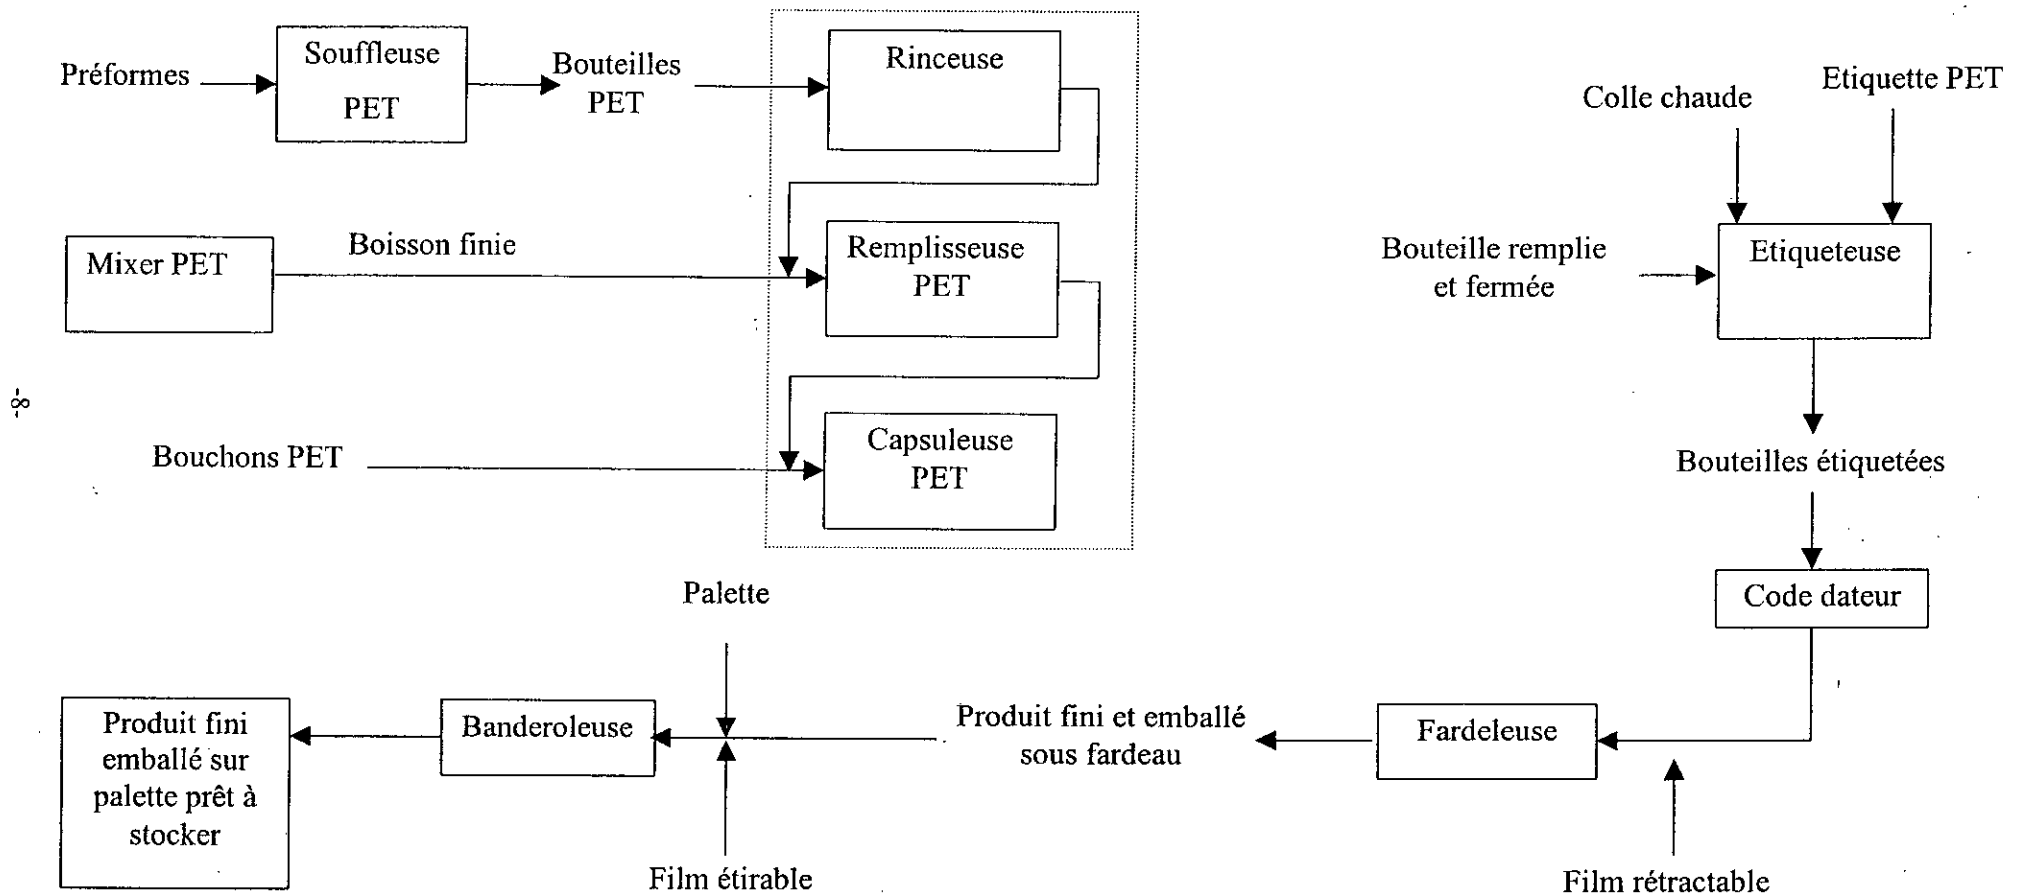 Préformes
Souffleuse
PET
Bouteilles
PET
Rinceuse
Mixer PET
Boisson finie
Remplisseuse
PET
Bouchons PET
Capsuleuse
PET
Colle chaude
Etiquette PET
Bouteille remplie
et fermée
Etiqueteuse
Bouteilles étiquetées
Code dateur
Film rétractable
Fardeleuse
Produit fini et emballé
sous fardeau
Palette
Film étirable
Banderoleuse
Produit fini
emballé sur
palette prêt à
stocker
-8-